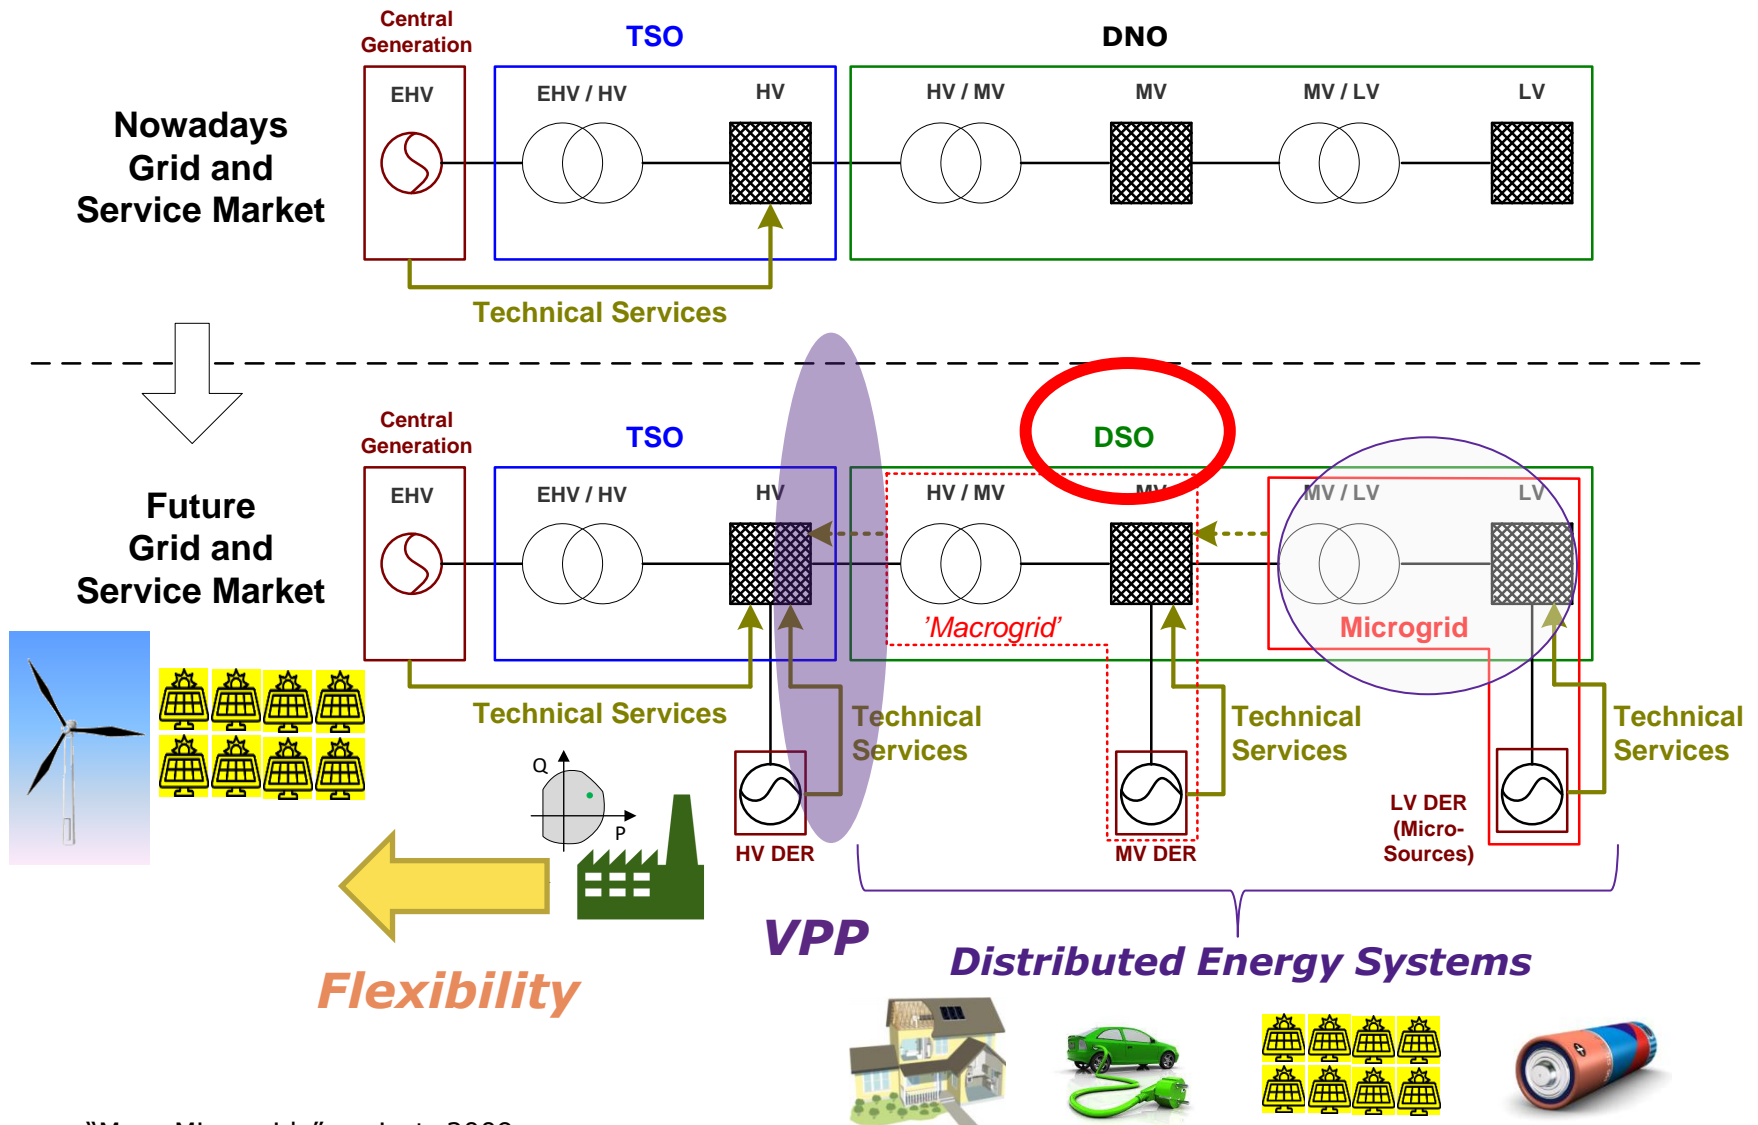 Central
Generation
TSO
DNO
EHV
EHV / HV
HV
HV / MV
MV
MV / LV
LV
Nowadays
Grid and
Service Market
Technical Services
Central
Generation
TSO
DSO
EHV
EHV / HV
HV
HV / MV
MV
MV / LV
LV
Future
Grid and
Service Market
'Macrogrid'
Microgrid
Technical Services
Technical
Services
Technical
Services
Technical
Services
Q
P
HV DER
MV DER
LV DER
(Micro-
Sources)
VPP
Distributed Energy Systems
Flexibility